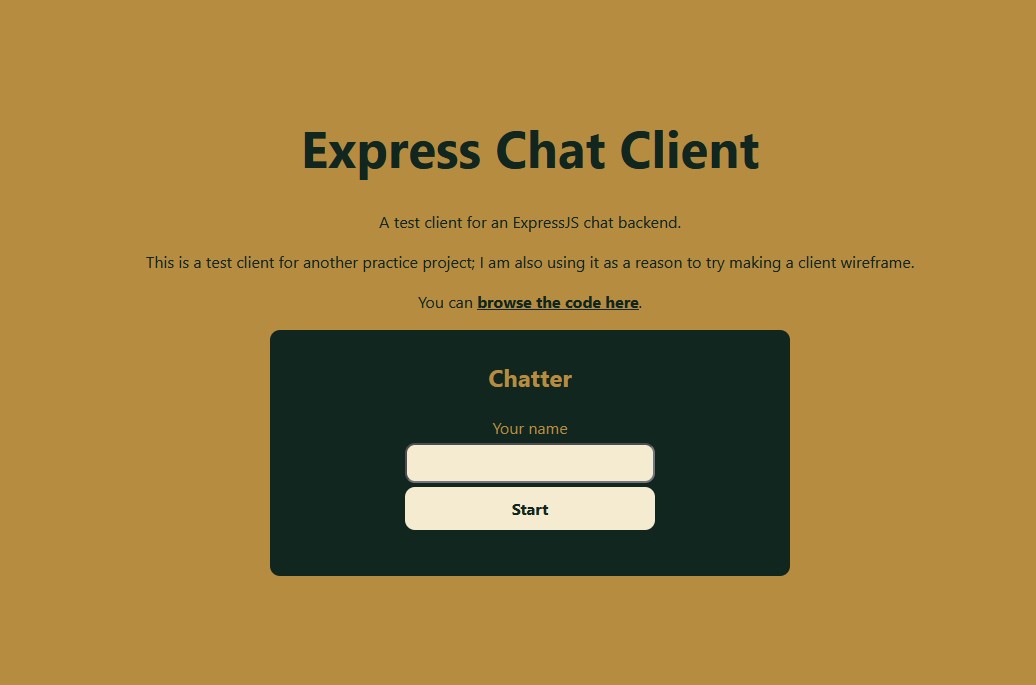 Express Chat Client
A test client for an ExpressJS chat backend.
This is a test client for another practice project; I am also using it as a reason to try making a client wireframe.
You can browse the code here.
Chatter
Your name
Start